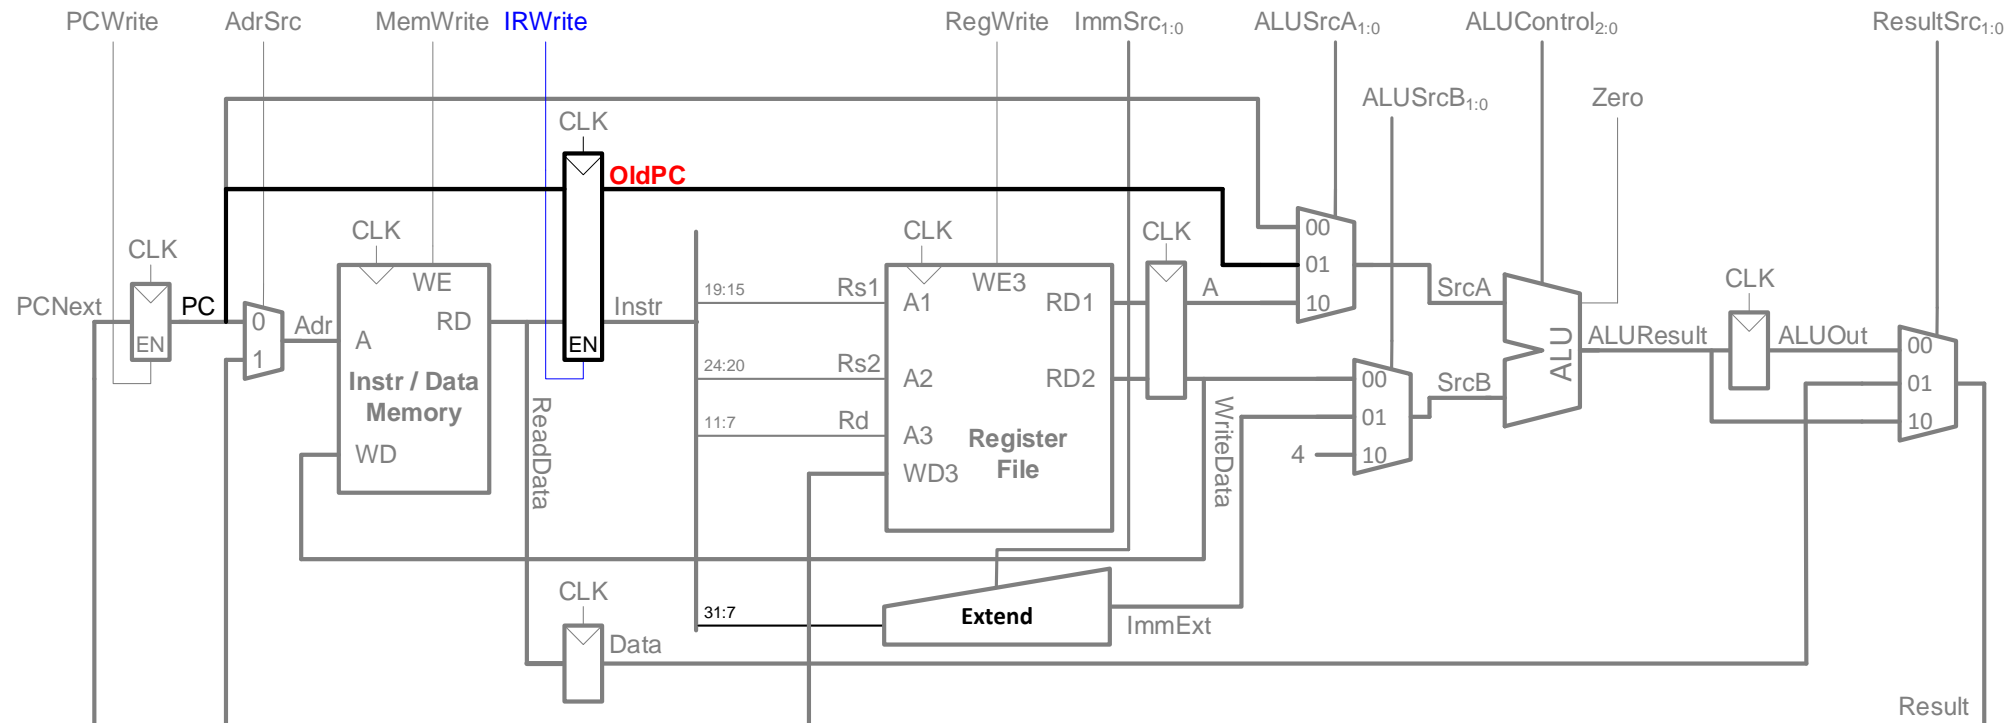 PCWrite AdrSrc MemWrite IRWrite RegWrite ImmSrc1:0 ALUSrcA1:0 ALUControl2:0 ResultSrc1:0
ALUSrcB1:0 Zero
CLK
OldPC
CLK CLK CLK
00
CLK
01
CLK
WE
WE3
19:15 Rs1 A1 RD1 A 10 SrcA
PCNext PC 0 Adr RD Instr
EN A EN ALUResult ALUOut 00
1
24:20 Rs2 A2 RD2 00 SrcB ALU 01
Instr / Data
Memory
ReadData
WriteData
01 10
11:7 Rd A3 Register
File
WD WD3 4 10
CLK
31:7 Extend ImmExt
Data
Result